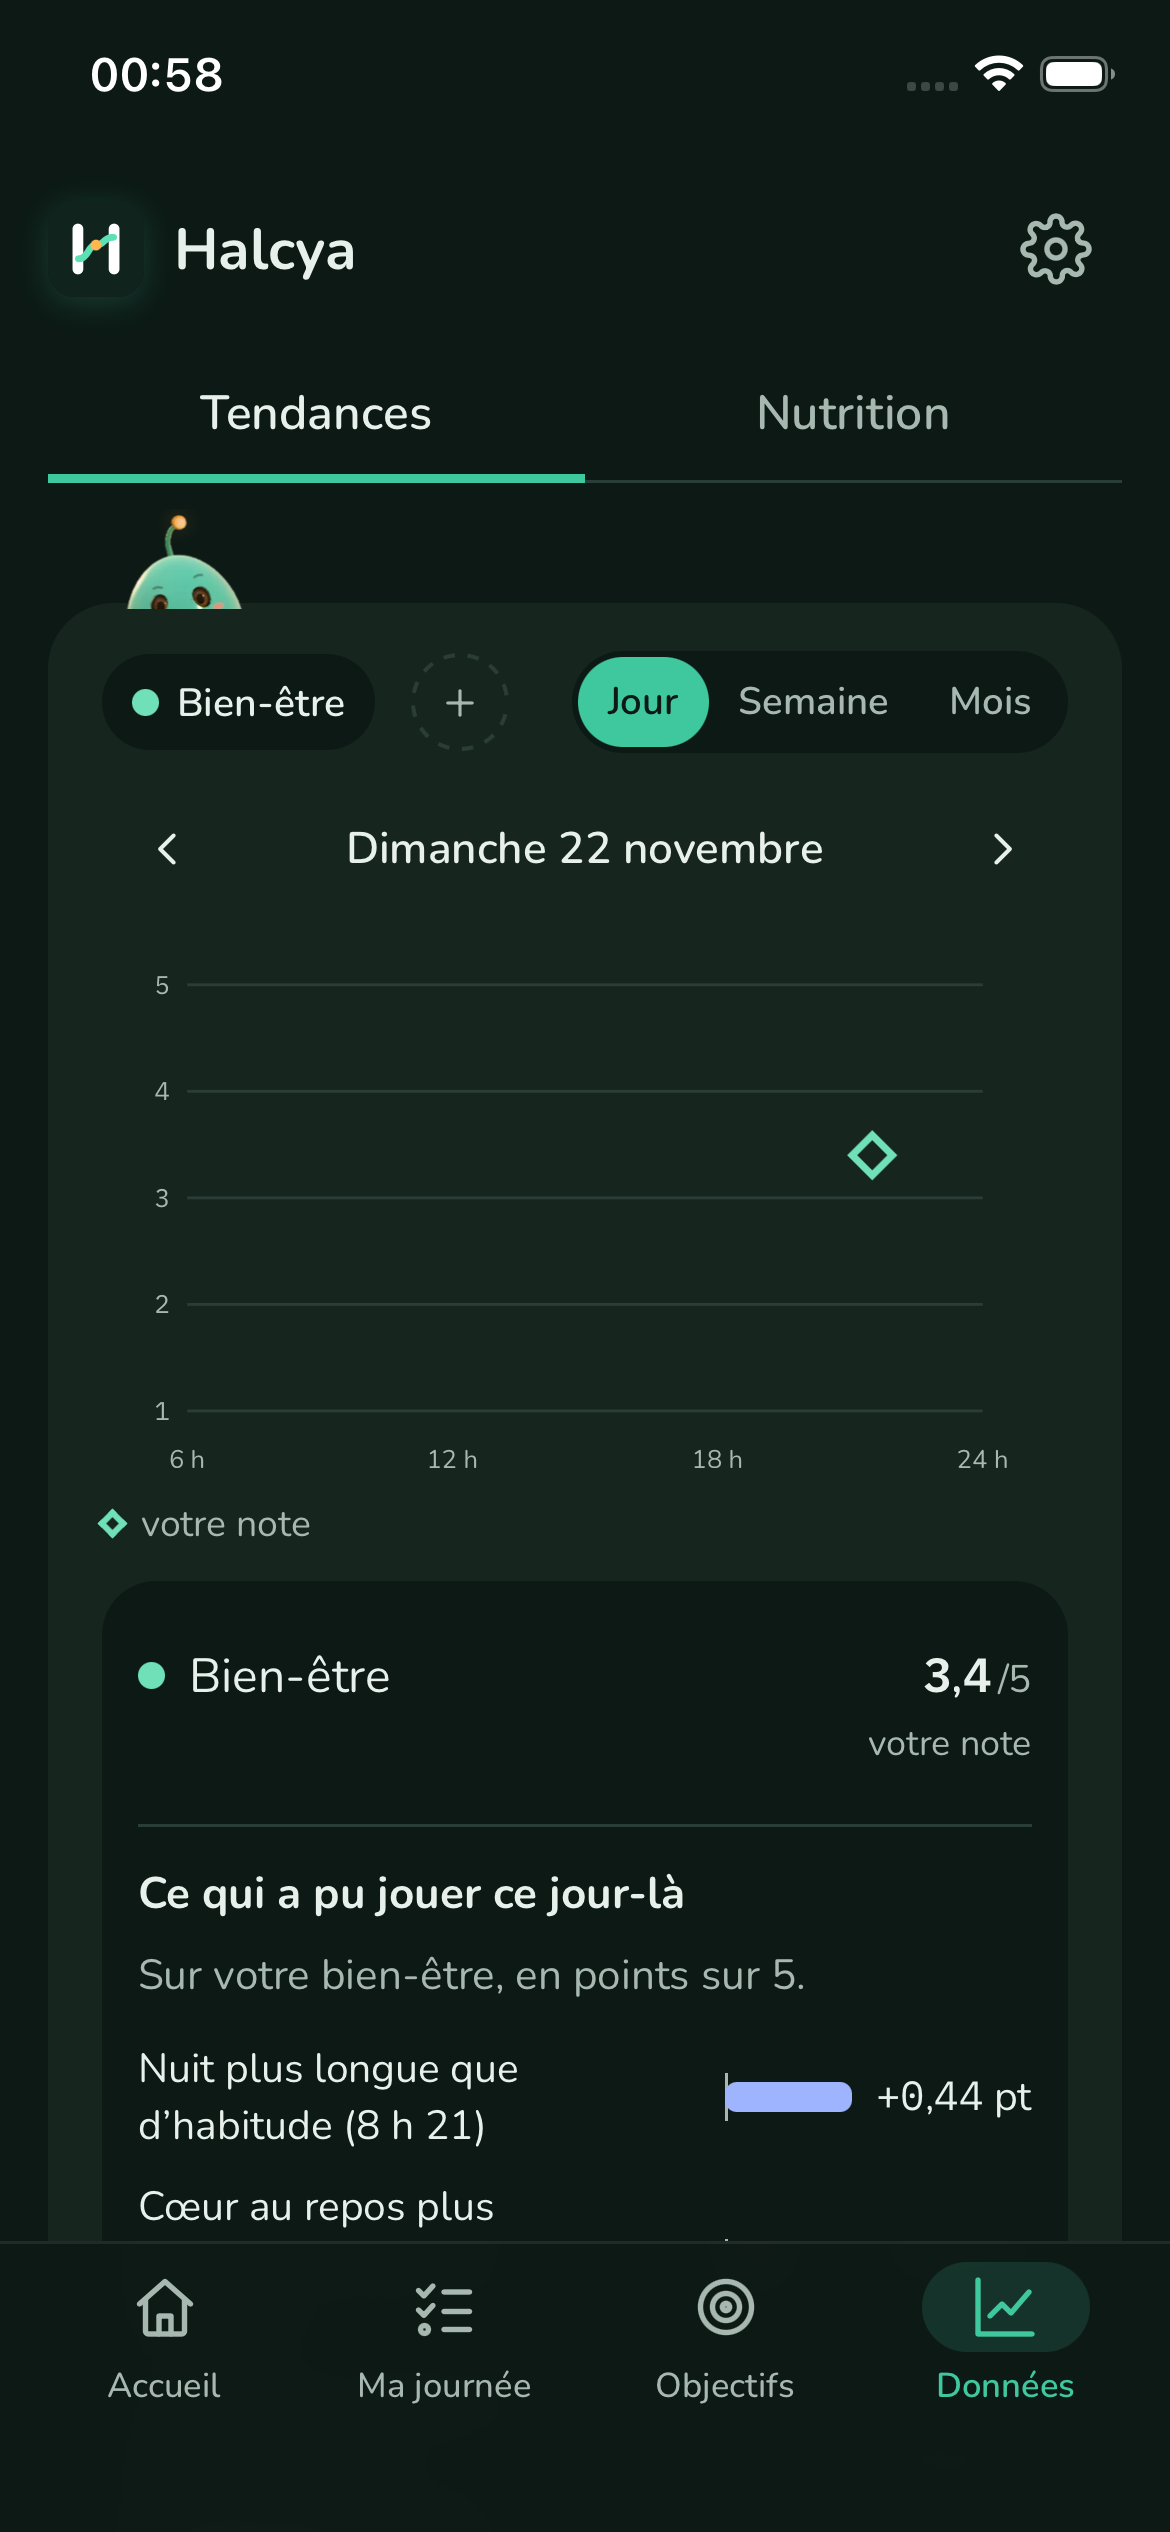 00:58
Halcya
Tendances
Nutrition
Bien-être
+
Jour
Semaine
Mois
Dimanche 22 novembre
5
4
3
2
1
6 h
12 h
18 h
24 h
votre note
Bien-être
3,4/5
votre note
Ce qui a pu jouer ce jour-là
Sur votre bien-être, en points sur 5.
Nuit plus longue que
d’habitude (8 h 21)
+0,44 pt
Cœur au repos plus
Accueil
Ma journée
Objectifs
Données